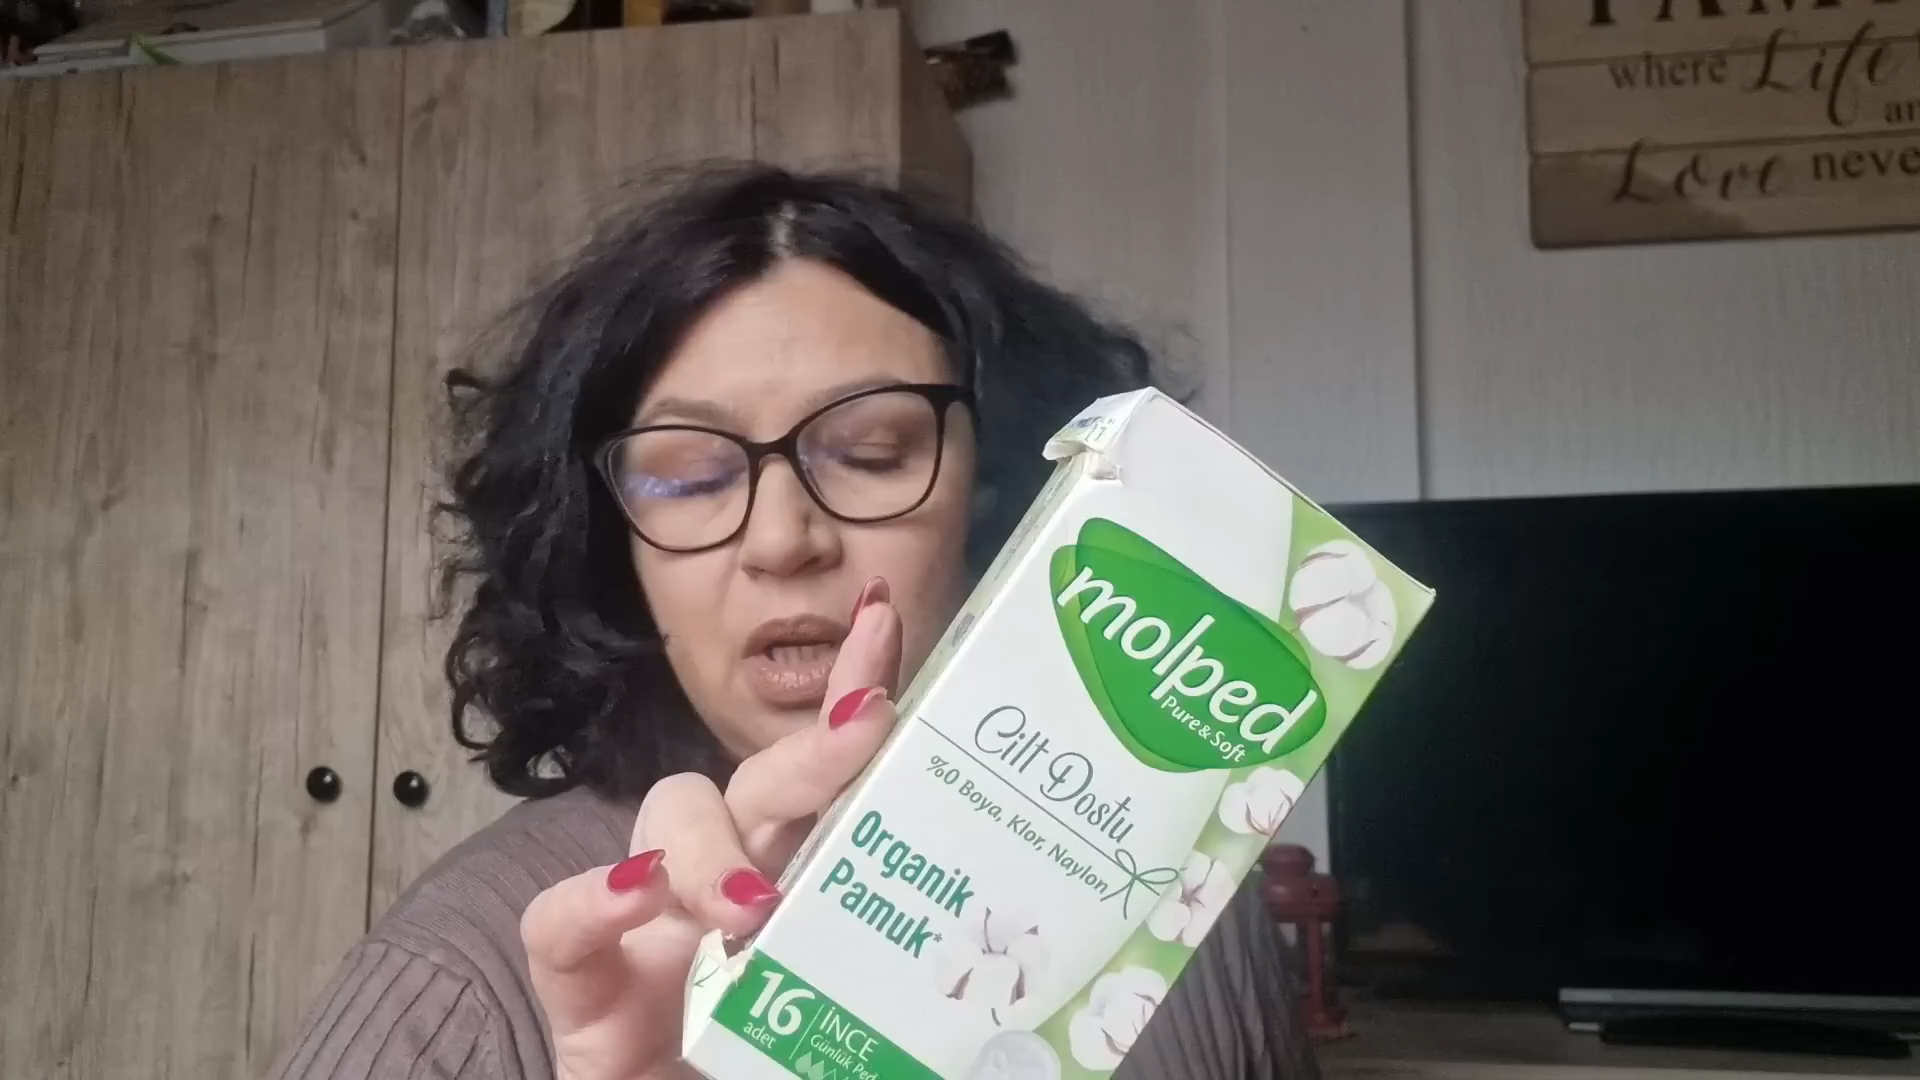 where Life
Love never
molped
Pure & Soft
Cilt Dostu
%0 Boya, Klor, Naylon
Organik
Pamuk*
16
adet
İNCE
Günlük Ped